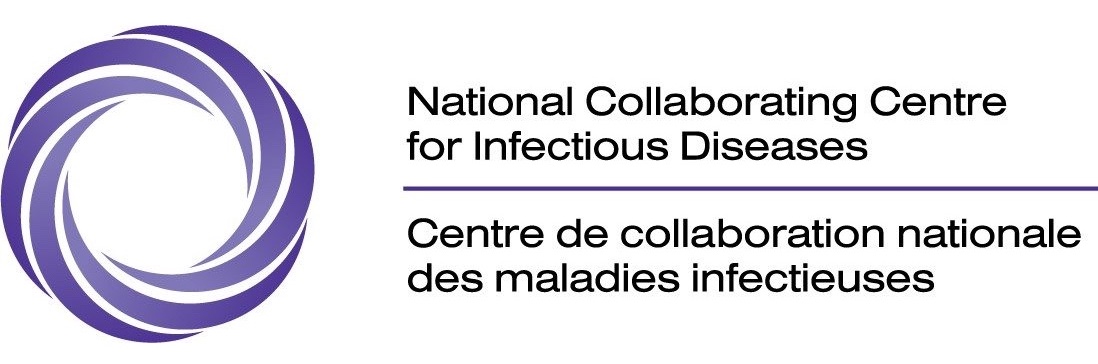 National Collaborating Centre
for Infectious Diseases
Centre de collaboration nationale
des maladies infectieuses